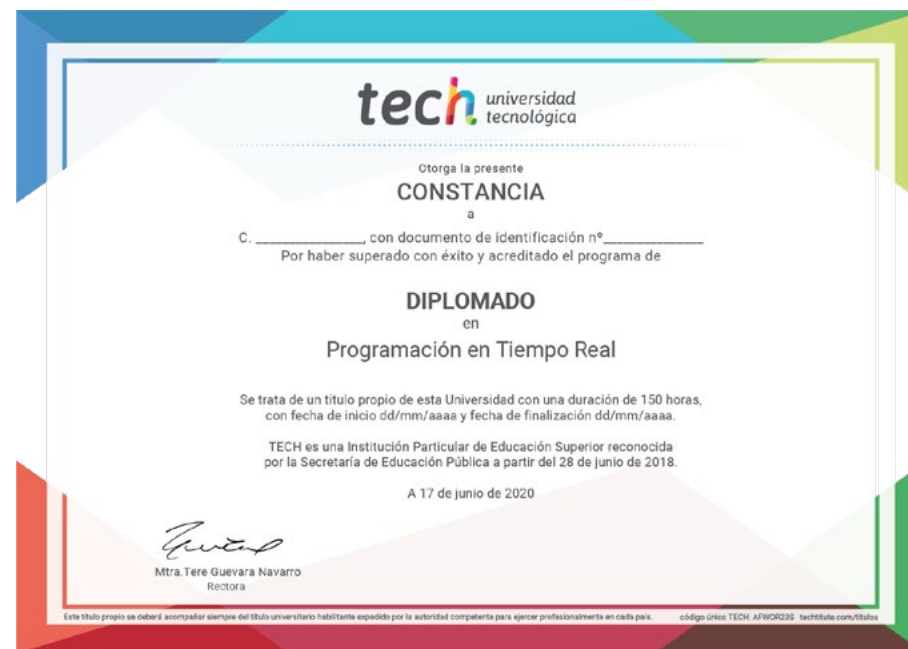 tech universidad
tecnológica
Otorga la presente
CONSTANCIA
a
C. ________________, con documento de identificación nº_______________
Por haber superado con éxito y acreditado el programa de
DIPLOMADO
en
Programación en Tiempo Real
Se trata de un título propio de esta Universidad con una duración de 150 horas,
con fecha de inicio dd/mm/aaaa y fecha de finalización dd/mm/aaaa.
TECH es una Institución Particular de Educación Superior reconocida
por la Secretaría de Educación Pública a partir del 28 de junio de 2018.
A 17 de junio de 2020
Mtra.Tere Guevara Navarro
Rectora
Este título propio se deberá acompañar siempre del título universitario habilitante expedido por la autoridad competente para ejercer profesionalmente en cada país. código único TECH: AFWOR23S techtitute.com/titulos